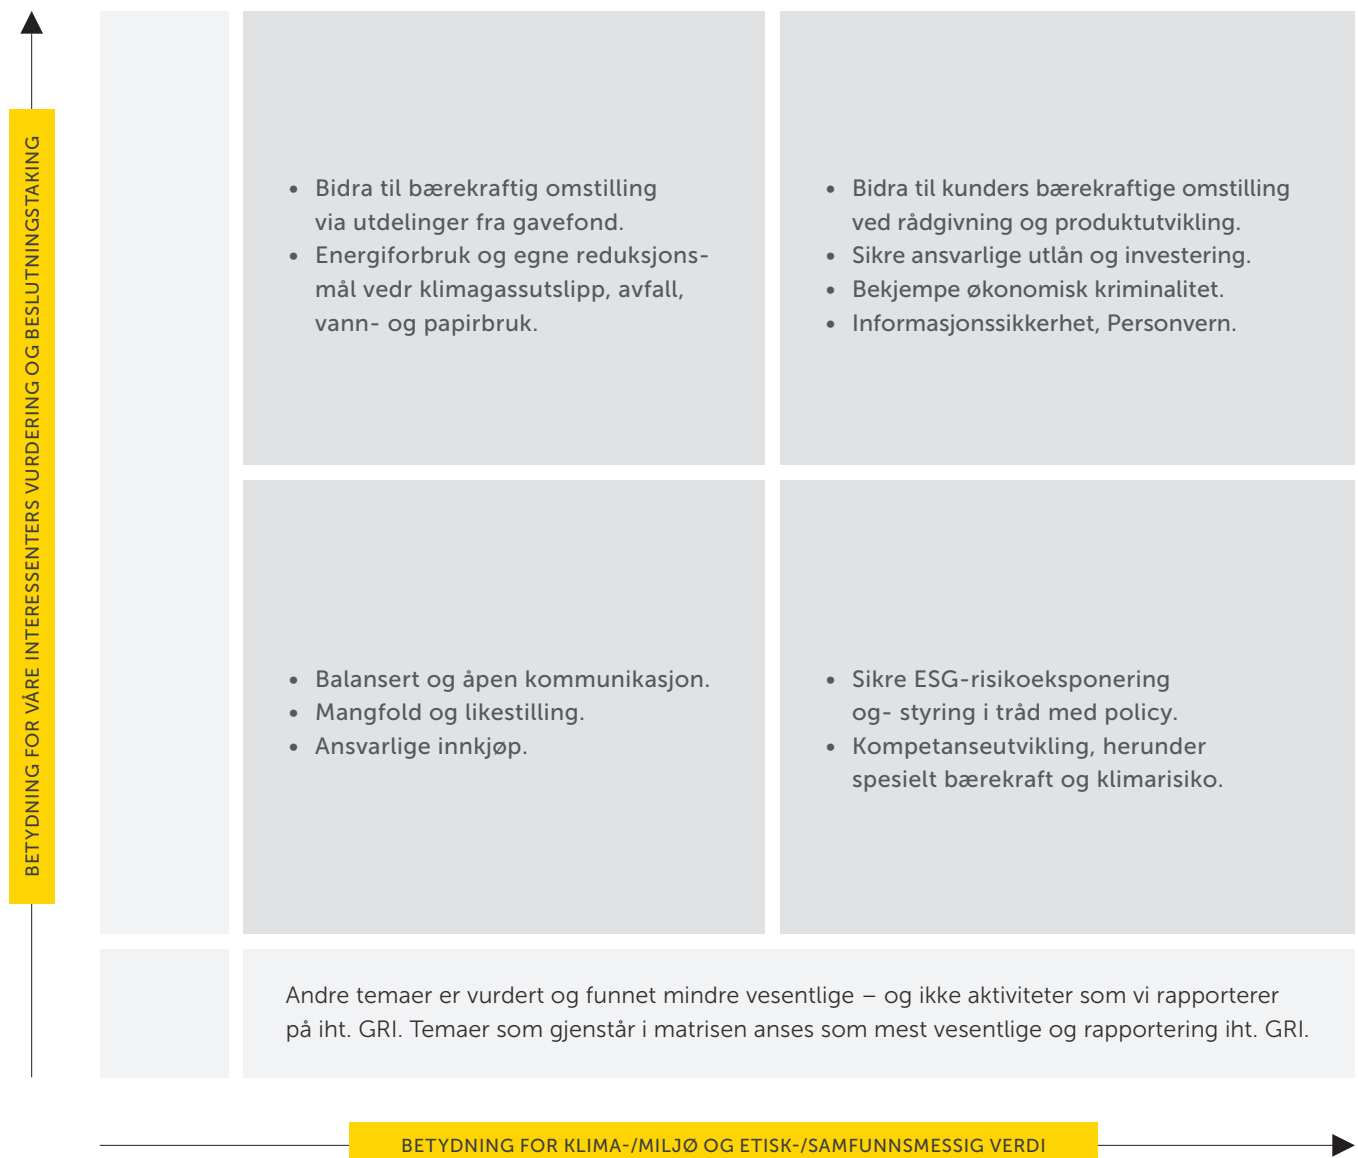 BETYDNING FOR VÅRE INTERESSENTERS VURDERING OG BESLUTNINGSTAKING
• Bidra til bærekraftig omstilling
via utdelinger fra gavefond.
• Energiforbruk og egne reduksjons-
mål vedr klimagassutslipp, avfall,
vann- og papirbruk.
• Bidra til kunders bærekraftige omstilling
ved rådgivning og produktutvikling.
• Sikre ansvarlige utlån og investering.
• Bekjempe økonomisk kriminalitet.
• Informasjonssikkerhet, Personvern.
• Balansert og åpen kommunikasjon.
• Mangfold og likestilling.
• Ansvarlige innkjøp.
• Sikre ESG-risikoeksponering
og- styring i tråd med policy.
• Kompetanseutvikling, herunder
spesielt bærekraft og klimarisiko.
Andre temaer er vurdert og funnet mindre vesentlige – og ikke aktiviteter som vi rapporterer
på iht. GRI. Temaer som gjenstår i matrisen anses som mest vesentlige og rapportering iht. GRI.
BETYDNING FOR KLIMA-/MILJØ OG ETISK-/SAMFUNNSMESSIG VERDI